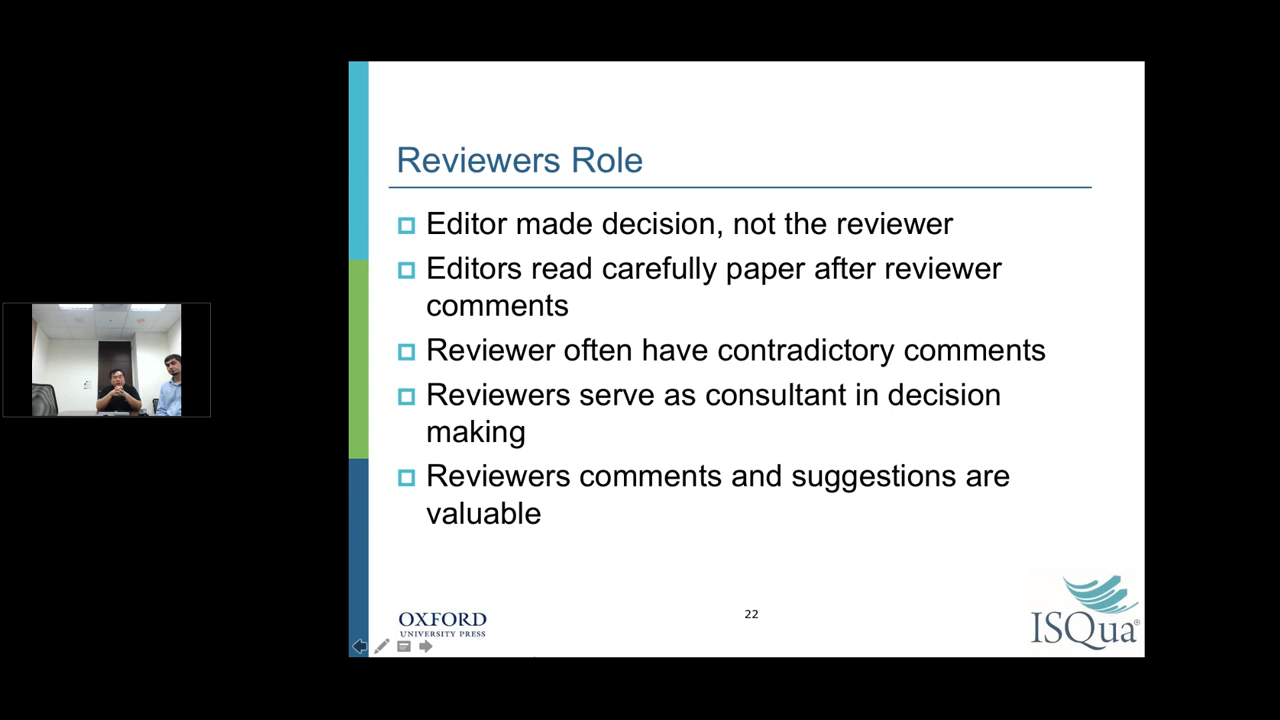 Reviewers Role
Editor made decision, not the reviewer
Editors read carefully paper after reviewer
comments
Reviewer often have contradictory comments
Reviewers serve as consultant in decision
making
Reviewers comments and suggestions are
valuable
OXFORD
UNIVERSITY PRESS
22
ISQua®